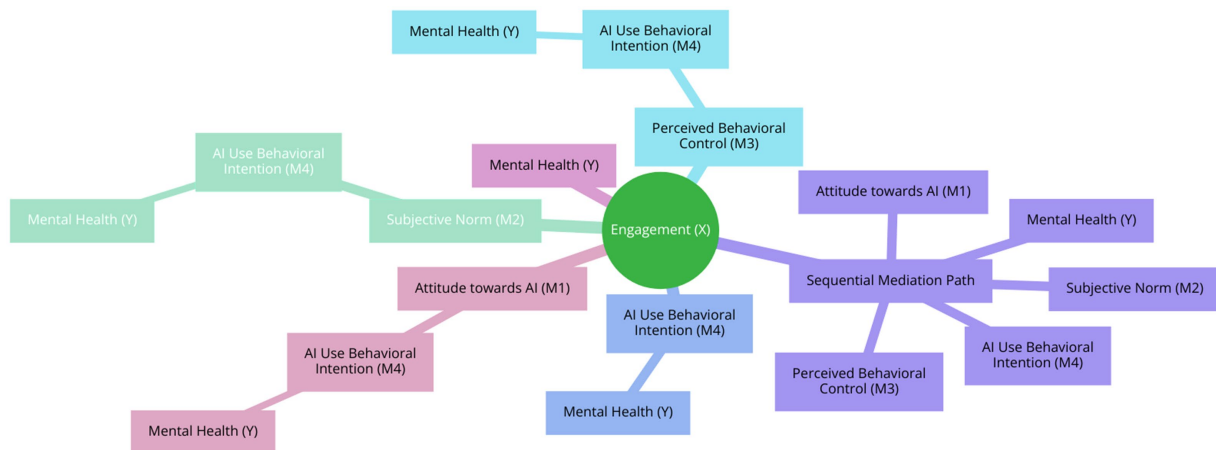 Mental Health (Y)
AI Use Behavioral
Intention (M4)
Perceived Behavioral
Control (M3)
AI Use Behavioral
Intention (M4)
Mental Health (Y)
Mental Health (Y)
Subjective Norm (M2)
Engagement (X)
Attitude towards AI (M1)
Mental Health (Y)
Sequential Mediation Path
Subjective Norm (M2)
Attitude towards AI (M1)
AI Use Behavioral
Intention (M4)
AI Use Behavioral
Intention (M4)
AI Use Behavioral
Intention (M4)
Perceived Behavioral
Control (M3)
Mental Health (Y)
Mental Health (Y)